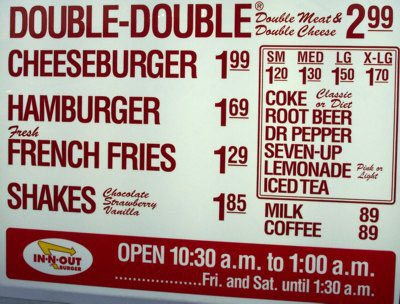 DOUBLE-DOUBLE® Double Meat & Double Cheese 2.99
CHEESEBURGER 1.99
HAMBURGER 1.69
Fresh
FRENCH FRIES 1.29
SHAKES Chocolate Strawberry Vanilla 1.85
SM MED LG X-LG
1.20 1.30 1.50 1.70
COKE Classic or Diet
ROOT BEER
DR PEPPER
SEVEN-UP
LEMONADE Pink or Light
ICED TEA
MILK 89
COFFEE 89
IN-N-OUT
BURGER
OPEN 10:30 a.m. to 1:00 a.m.
....................Fri. and Sat. until 1:30 a.m.